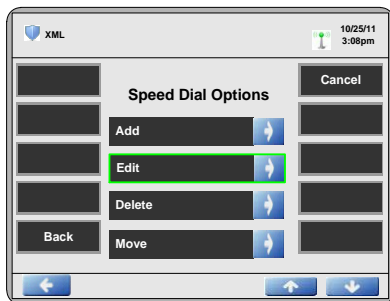 XML
10/25/11
3:08pm
Cancel
Speed Dial Options
Add
Edit
Delete
Back
Move